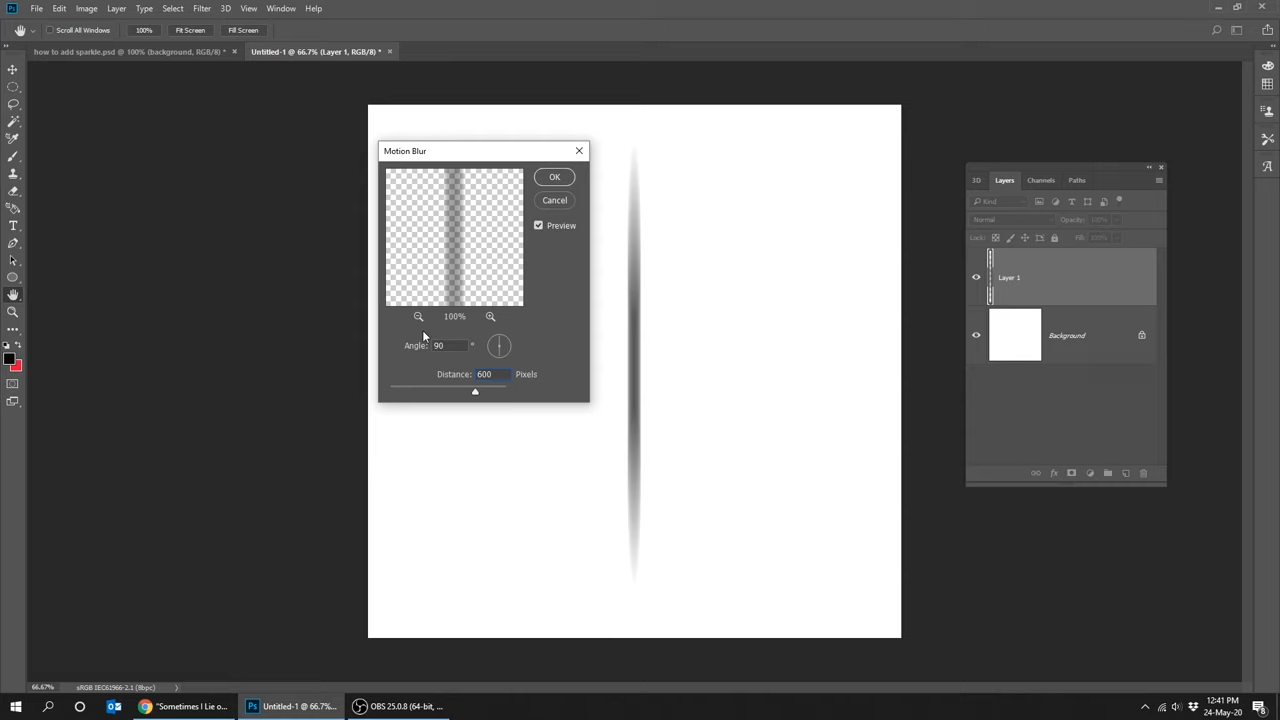 Ps File Edit Image Layer Type Select Filter 3D View Window Help
Scroll All Windows 100% Fit Screen Fill Screen
how to add sparkle.psd @ 100% (background, RGB/8) * × Untitled-1 @ 66.7% (Layer 1, RGB/8) * ×
Motion Blur
OK
Cancel
Preview
100%
Angle: 90 °
Distance: 600 Pixels
3D Layers Channels Paths
Kind
Normal Opacity: 100%
Lock: Fill: 100%
Layer 1
Background
66.67% sRGB IEC61966-2.1 (8bpc)
"Sometimes I Lie o... Ps Untitled-1 @ 66.7%... OBS 25.0.8 (64-bit, ...
12:41 PM
24-May-20
8